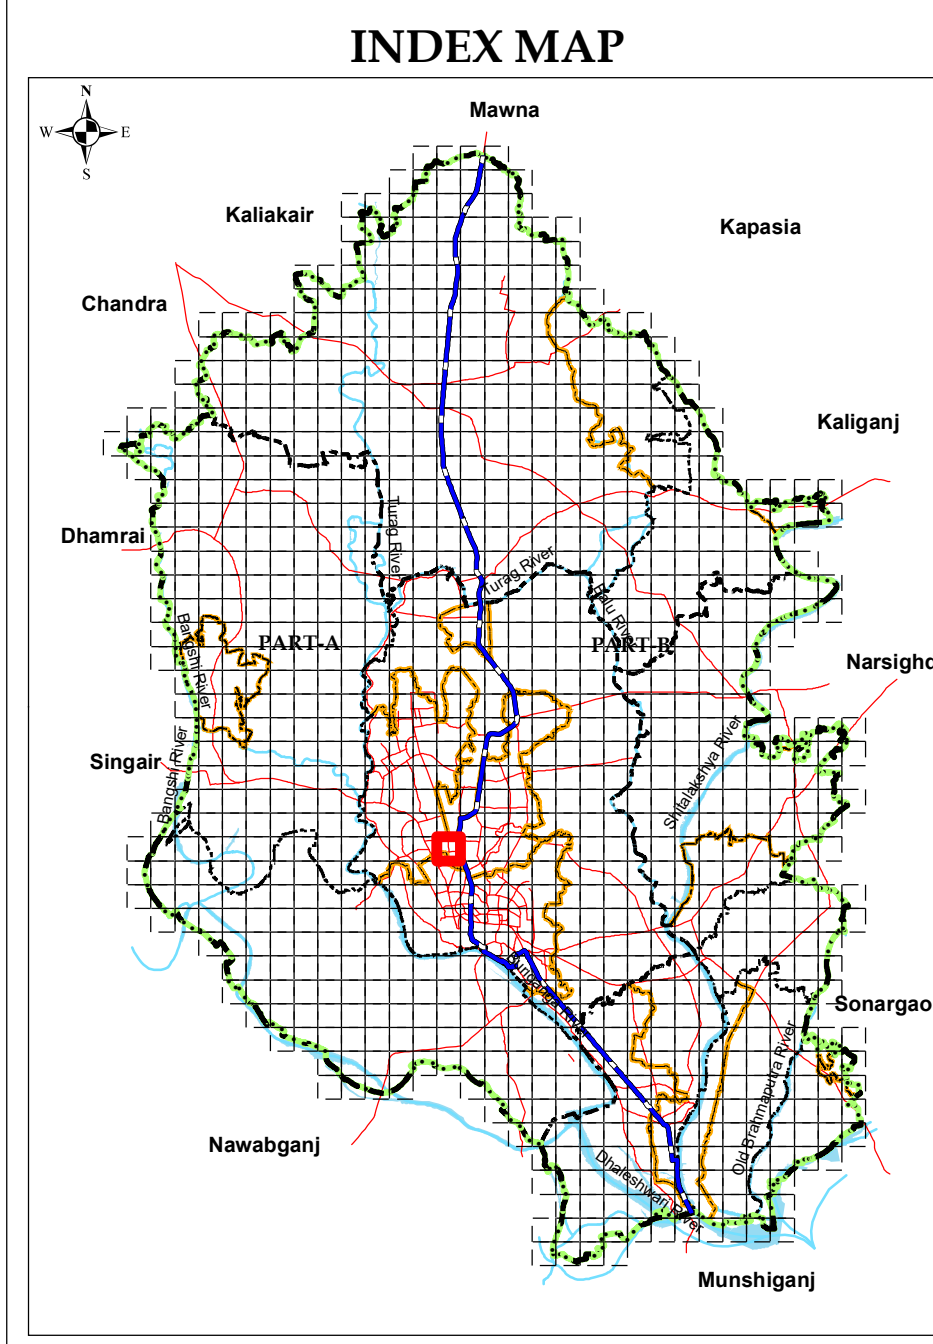 INDEX MAP
N
W E
S
Mawna
Kaliakair
Kapasia
Chandra
Kaliganj
Dhamrai
Turag River
Turag River
Balu River
Bangshi River
PART-A
PART-B
Narsighd
Shitalakshya River
Singair
Bangshi River
Buriganga River
Sonargao
Old Brahmaputra River
Nawabganj
Dhaleshwari River
Munshiganj